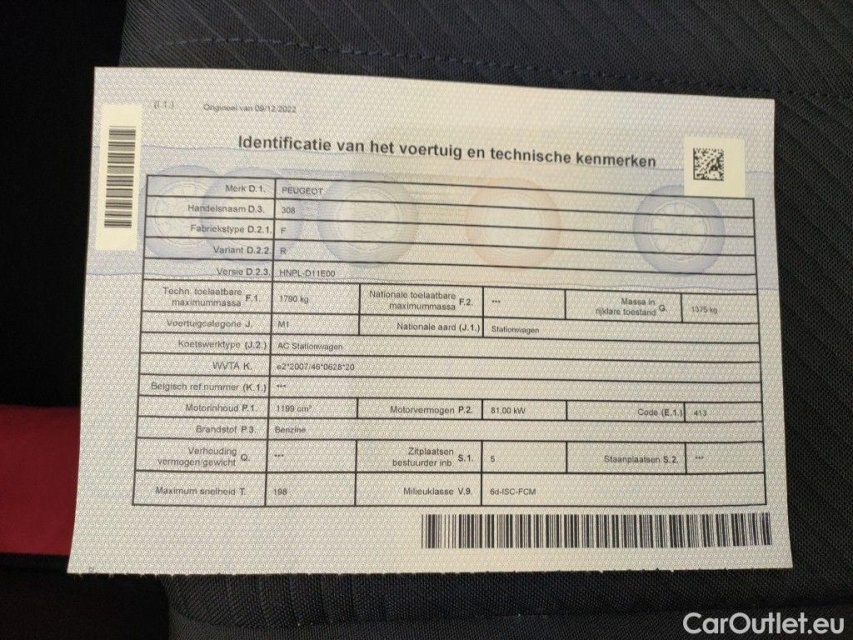 β.1.3 Origineel van 09/12/2022
Identificatie van het voertuig en technische kenmerken
Merk D.1. PEUGEOT
Handelsnaam D.3. 308
Fabriekstype D.2.1. F
Variant D.2.2. R
Versie D.2.3. HNPL-D11E00
Techn. toelaatbare maximummassa F.1. 1790 kg Nationale toelaatbare maximummassa F.2. --- Massa in rijklare toestand G. 1375 kg
Voertuigcategorie J. M1 Nationale aard (J.1.) Stationwagen
Koetswerktype (J.2.) AC Stationwagen
WVTA K. e2*2007/46*0628*20
Belgisch ref.nummer (K.1.) ---
Motorinhoud P.1. 1199 cm³ Motorvermogen P.2. 81,00 kW Code (E.1.) 413
Brandstof P.3. Benzine
Verhouding vermogen/gewicht Q. --- Zitplaatsen bestuurder inb. S.1. 5 Staanplaatsen S.2. ---
Maximum snelheid T. 198 Milieuklasse V.9. 6d-ISC-FCM
CarOutlet.eu